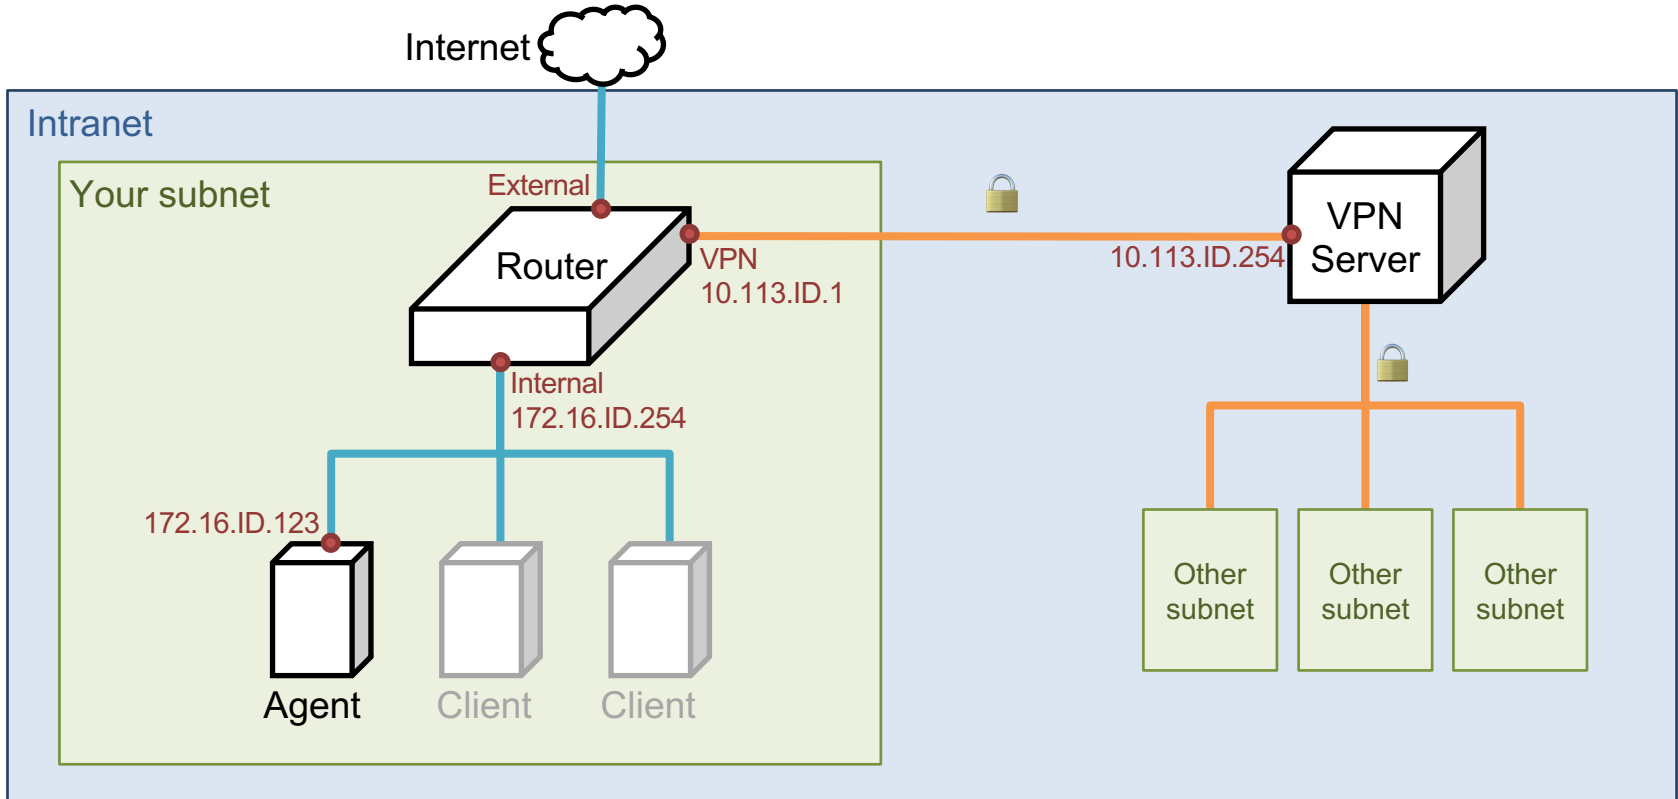 Internet
Intranet
Your subnet
External
Router
VPN
10.113.ID.1
10.113.ID.254
VPN
Server
Internal
172.16.ID.254
172.16.ID.123
Agent
Client
Client
Other
subnet
Other
subnet
Other
subnet